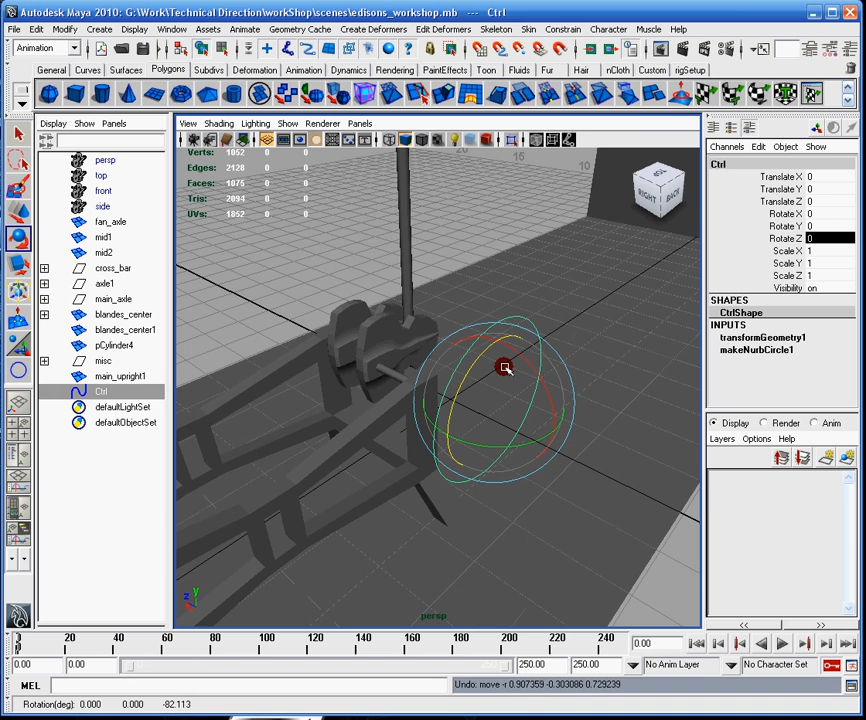 Autodesk Maya 2010: G:\Work\Technical Direction\workShop\scenes\edisons_workshop.mb --- Ctrl
File Edit Modify Create Display Window Assets Animate Geometry Cache Create Deformers Edit Deformers Skeleton Skin Constrain Character Muscle Help
Animation
General Curves Surfaces Polygons Subdivs Deformation Animation Dynamics Rendering PaintEffects Toon Fluids Fur Hair nCloth Custom rigSetup
Display Show Panels
View Shading Lighting Show Renderer Panels
Channels Edit Object Show
persp
top
front
side
fan_axle
mid1
mid2
cross_bar
axle1
main_axle
blandes_center
blandes_center1
pCylinder4
misc
main_upright1
Ctrl
defaultLightSet
defaultObjectSet
Verts: 1052 0 0
Edges: 2128 0 0
Faces: 1075 0 0
Tris: 2094 0 0
UVs: 1852 0 0
15
10
TOP
RIGHT
BACK
y
z
persp
Ctrl
Translate X 0
Translate Y 0
Translate Z 0
Rotate X 0
Rotate Y 0
Rotate Z 0
Scale X 1
Scale Y 1
Scale Z 1
Visibility on
SHAPES
CtrlShape
INPUTS
transformGeometry1
makeNurbCircle1
Display Render Anim
Layers Options Help
20 40 60 80 100 120 140 160 180 200 220 240
0.00
0.00 0.00 250.00 250.00 No Anim Layer No Character Set
MEL
Undo: move -r 0.907359 -0.303086 0.729239
Rotation(deg): 0.000 0.000 -82.113